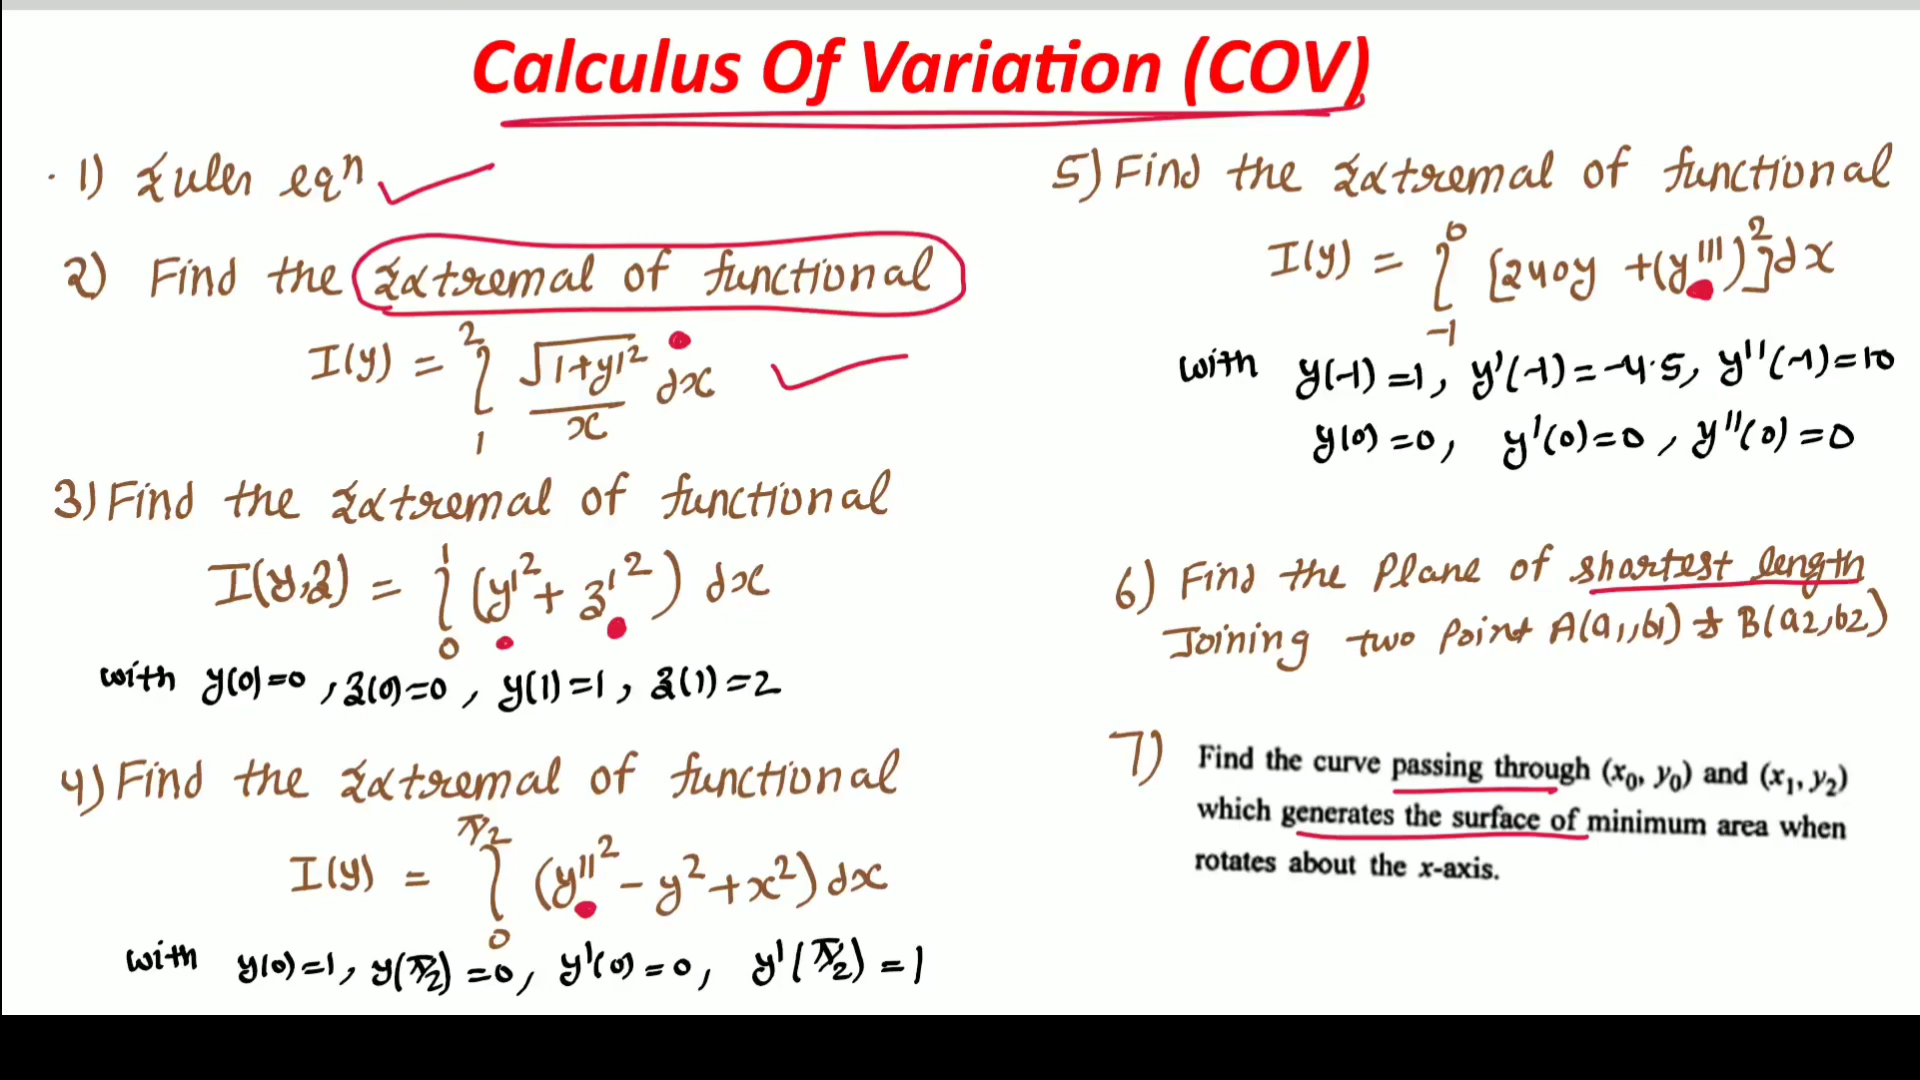 Calculus Of Variation (COV)
1) Euler eqⁿ
2) Find the Extremal of functional
I(y) = ∫₁² √(1+y'²)/x dx
3) Find the Extremal of functional
I(y,z) = ∫₀¹ (y'² + z'²) dx
with y(0)=0, z(0)=0, y(1)=1, z(1)=2
4) Find the Extremal of functional
I(y) = ∫₀^(π/2) (y''² - y² + x²) dx
with y(0)=1, y(π/2)=0, y'(0)=0, y'(π/2)=1
5) Find the Extremal of functional
I(y) = ∫₋₁⁰ [240y + (y''')²] dx
with y(-1)=1, y'(-1)=-4.5, y''(-1)=10
y(0)=0, y'(0)=0, y''(0)=0
6) Find the Plane of shortest length
Joining two Point A(a1,b1) & B(a2,b2)
7) Find the curve passing through (x₀, y₀) and (x₁, y₂)
which generates the surface of minimum area when
rotates about the x-axis.